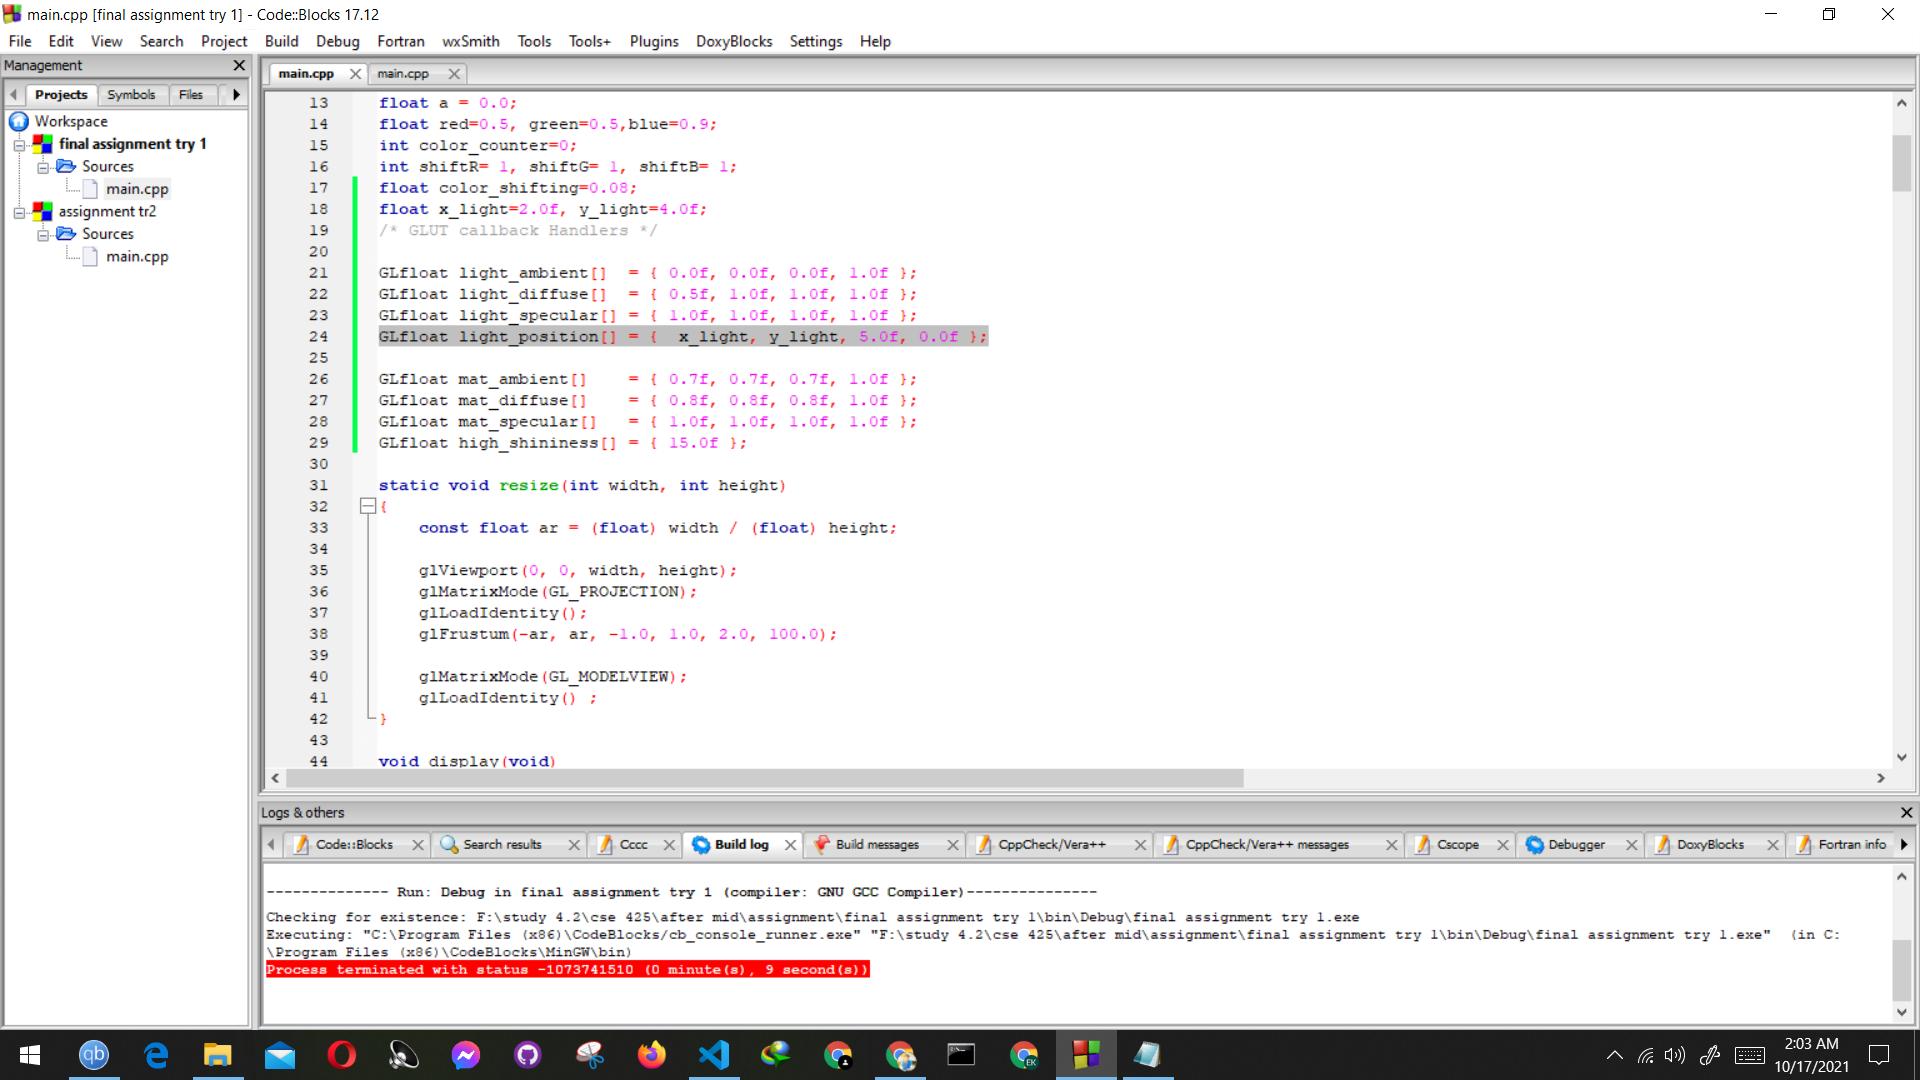 main.cpp [final assignment try 1] - Code::Blocks 17.12
File Edit View Search Project Build Debug Fortran wxSmith Tools Tools+ Plugins DoxyBlocks Settings Help
Management
Projects Symbols Files
Workspace
final assignment try 1
Sources
main.cpp
assignment tr2
Sources
main.cpp
main.cpp main.cpp
13 float a = 0.0;
14 float red=0.5, green=0.5,blue=0.9;
15 int color_counter=0;
16 int shiftR= 1, shiftG= 1, shiftB= 1;
17 float color_shifting=0.08;
18 float x_light=2.0f, y_light=4.0f;
19 /* GLUT callback Handlers */
20
21 GLfloat light_ambient[]  = { 0.0f, 0.0f, 0.0f, 1.0f };
22 GLfloat light_diffuse[]  = { 0.5f, 1.0f, 1.0f, 1.0f };
23 GLfloat light_specular[] = { 1.0f, 1.0f, 1.0f, 1.0f };
24 GLfloat light_position[] = {  x_light, y_light, 5.0f, 0.0f };
25
26 GLfloat mat_ambient[]    = { 0.7f, 0.7f, 0.7f, 1.0f };
27 GLfloat mat_diffuse[]    = { 0.8f, 0.8f, 0.8f, 1.0f };
28 GLfloat mat_specular[]   = { 1.0f, 1.0f, 1.0f, 1.0f };
29 GLfloat high_shininess[] = { 15.0f };
30
31 static void resize(int width, int height)
32 {
33     const float ar = (float) width / (float) height;
34
35     glViewport(0, 0, width, height);
36     glMatrixMode(GL_PROJECTION);
37     glLoadIdentity();
38     glFrustum(-ar, ar, -1.0, 1.0, 2.0, 100.0);
39
40     glMatrixMode(GL_MODELVIEW);
41     glLoadIdentity() ;
42 }
43
44 void display(void)
Logs & others
Code::Blocks Search results Cccc Build log Build messages CppCheck/Vera++ CppCheck/Vera++ messages Cscope Debugger DoxyBlocks Fortran info
-------------- Run: Debug in final assignment try 1 (compiler: GNU GCC Compiler)---------------
Checking for existence: F:\study 4.2\cse 425\after mid\assignment\final assignment try 1\bin\Debug\final assignment try 1.exe
Executing: "C:\Program Files (x86)\CodeBlocks/cb_console_runner.exe" "F:\study 4.2\cse 425\after mid\assignment\final assignment try 1\bin\Debug\final assignment try 1.exe"  (in C:
\Program Files (x86)\CodeBlocks\MinGW\bin)
Process terminated with status -1073741510 (0 minute(s), 9 second(s))
qb
EK
2:03 AM
10/17/2021